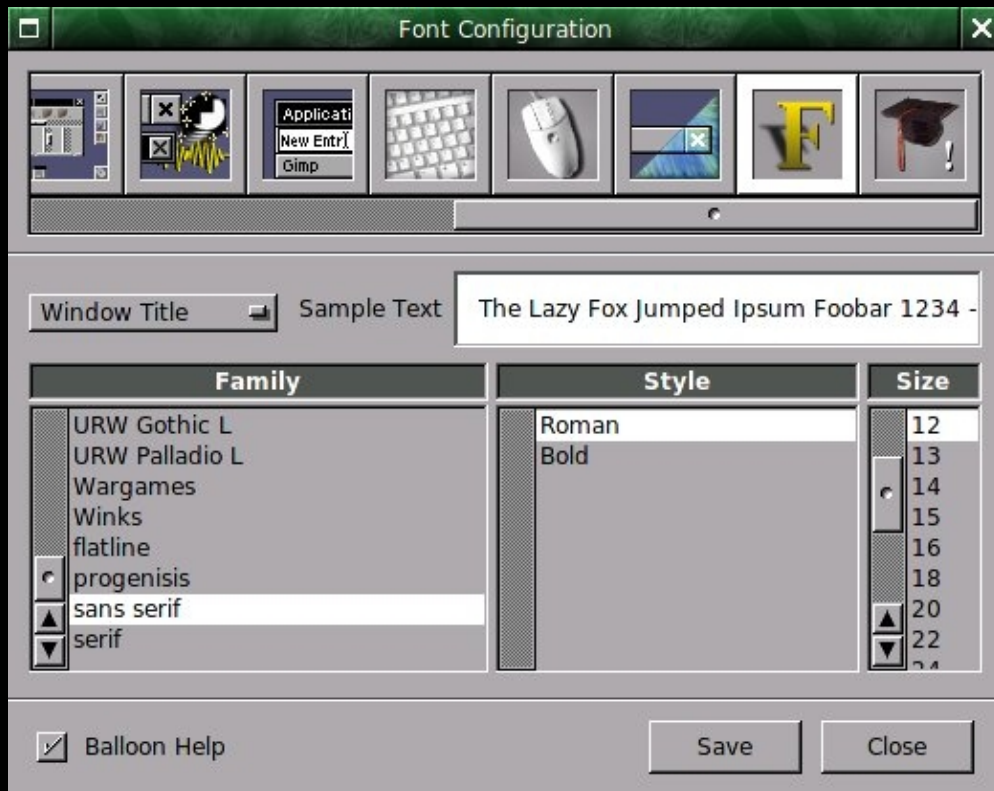 Font Configuration
Applicati
New Entr
Gimp
F
!
Window Title
Sample Text
The Lazy Fox Jumped Ipsum Foobar 1234 -
Family
Style
Size
URW Gothic L
URW Palladio L
Wargames
Winks
flatline
progenisis
sans serif
serif
Roman
Bold
12
13
14
15
16
18
20
22
24
Balloon Help
Save
Close